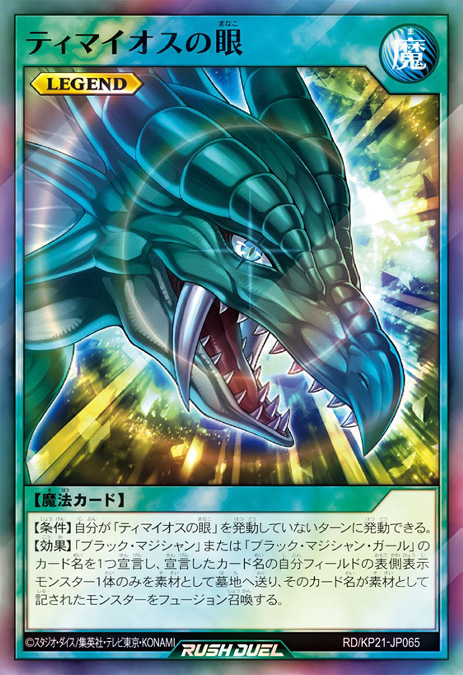 ティマイオスの眼
まなこ
魔
ま
LEGEND
【魔法カード】
【条件】自分が「ティマイオスの眼」を発動していないターンに発動できる。
【効果】「ブラック・マジシャン」または「ブラック・マジシャン・ガール」の
カード名を1つ宣言し、宣言したカード名の自分フィールドの表側表示
モンスター1体のみを素材として墓地へ送り、そのカード名が素材として
記されたモンスターをフュージョン召喚する。
©スタジオ・ダイス/集英社・テレビ東京・KONAMI
RUSH DUEL
RD/KP21-JP065